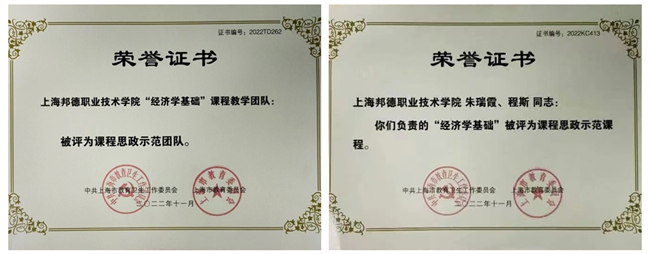 证书编号：2022TD262
荣誉证书
上海邦德职业技术学院“经济学基础”课程教学团队：
被评为课程思政示范团队。
中共上海市教育卫生工作委员会
上海市教育委员会
二〇二二年十一月
证书编号：2022KC413
荣誉证书
上海邦德职业技术学院 朱瑞霞、程斯 同志：
你们负责的“经济学基础”被评为课程思政示范课
程。
中共上海市教育卫生工作委员会
上海市教育委员会
二〇二二年十一月